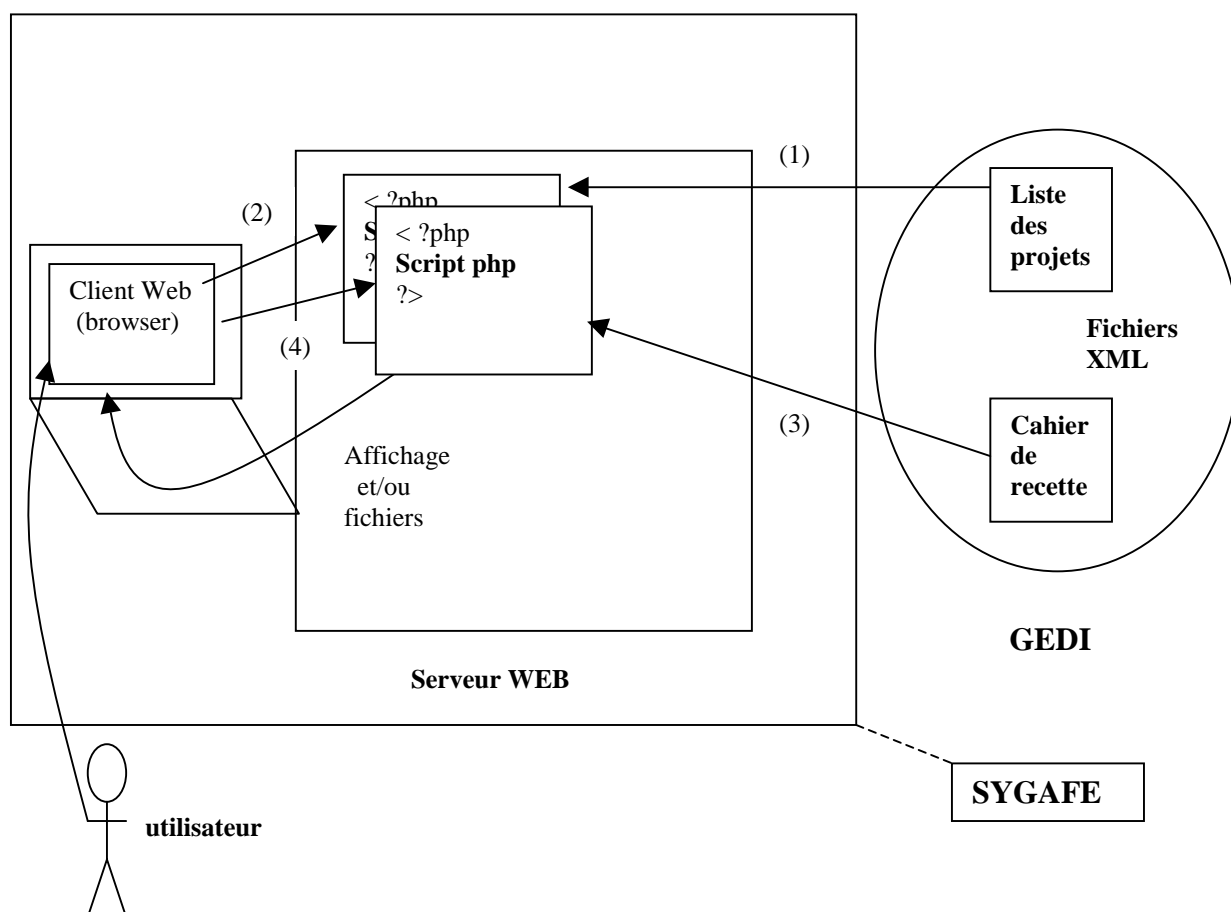 (1)
Liste
des
projets
< ?php
S
?
(2)
< ?php
Script php
?>
Client Web
(browser)
Fichiers
XML
(4)
(3)
Cahier
de
recette
Affichage
et/ou
fichiers
GEDI
Serveur WEB
SYGAFE
utilisateur